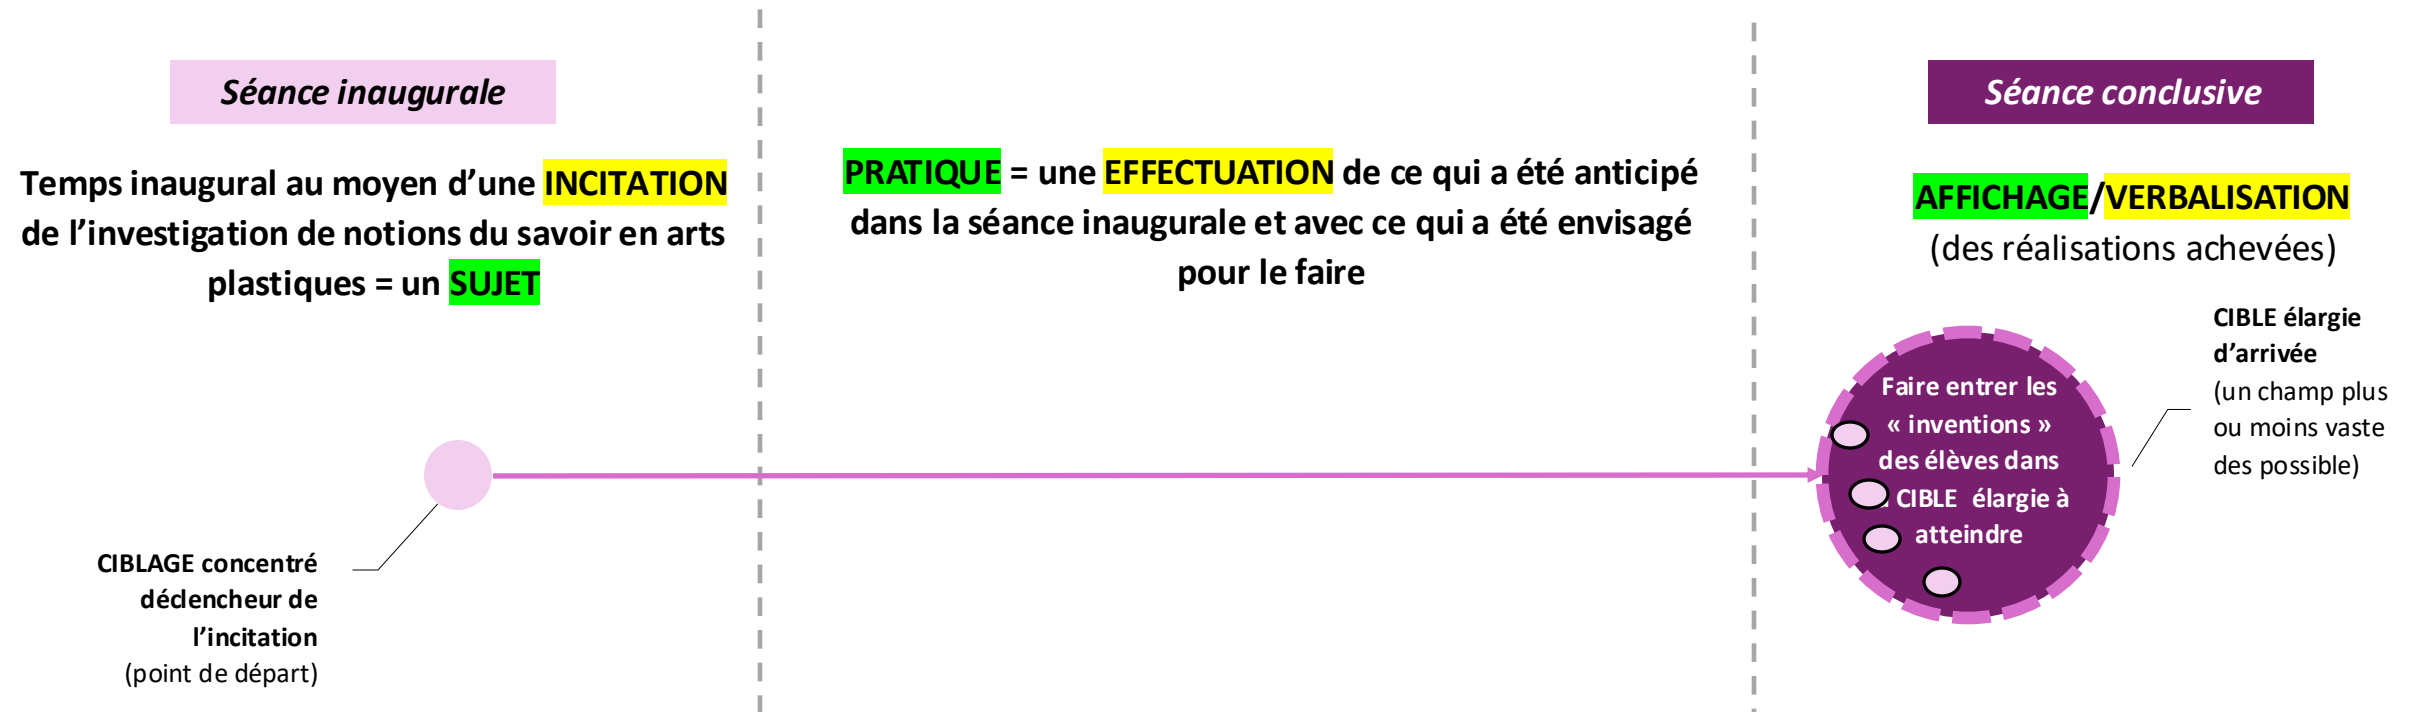 Séance inaugurale
Temps inaugural au moyen d’une INCITATION
de l’investigation de notions du savoir en arts
plastiques = un SUJET
CIBLAGE concentré
déclencheur de
l’incitation
(point de départ)
PRATIQUE = une EFFECTUATION de ce qui a été anticipé
dans la séance inaugurale et avec ce qui a été envisagé
pour le faire
Séance conclusive
AFFICHAGE/VERBALISATION
(des réalisations achevées)
Faire entrer les
« inventions »
des élèves dans
CIBLE élargie à
atteindre
CIBLE élargie
d’arrivée
(un champ plus
ou moins vaste
des possible)